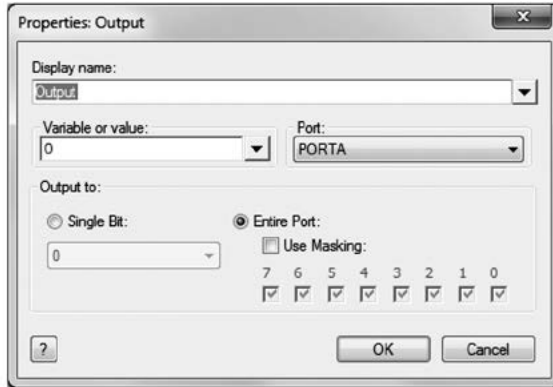 Properties: Output
Display name:
Output
Variable or value:
0
Port:
PORTA
Output to:
Single Bit:
0
Entire Port:
Use Masking:
7 6 5 4 3 2 1 0
?
OK
Cancel